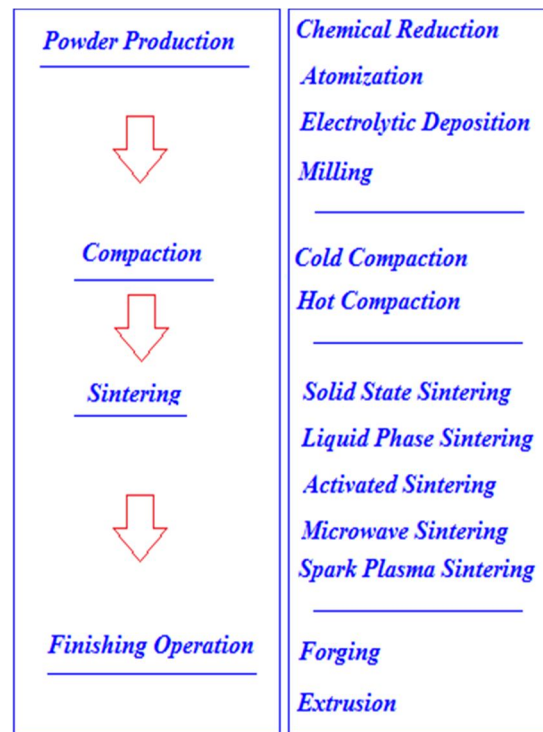 Powder Production
Chemical Reduction
Atomization
Electrolytic Deposition
Milling
Compaction
Cold Compaction
Hot Compaction
Sintering
Solid State Sintering
Liquid Phase Sintering
Activated Sintering
Microwave Sintering
Spark Plasma Sintering
Finishing Operation
Forging
Extrusion